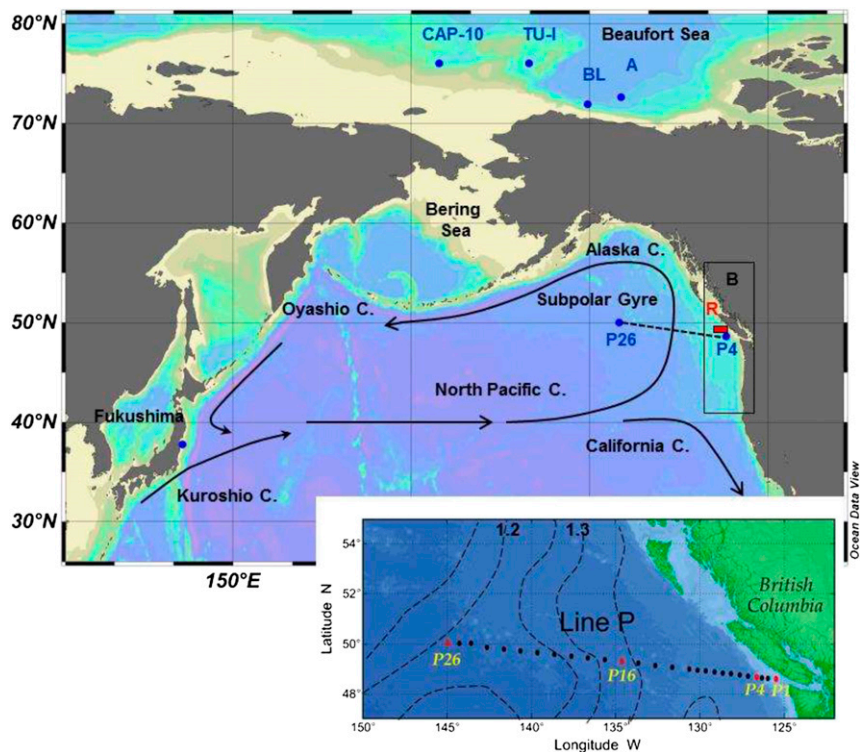 80°N
CAP-10 TU-I Beaufort Sea
BL A
70°N
60°N
Bering
Sea
Alaska C.
B
Oyashio C.
Subpolar Gyre
R
50°N
P26
P4
North Pacific C.
Fukushima
40°N
California C.
Kuroshio C.
30°N
150°E
Ocean Data View
54°
1.2 1.3
52°
Line P
British
Columbia
50°
P26
P16
P4 P1
48°
Latitude N
150° 145° 140° 135° 130° 125°
Longitude W